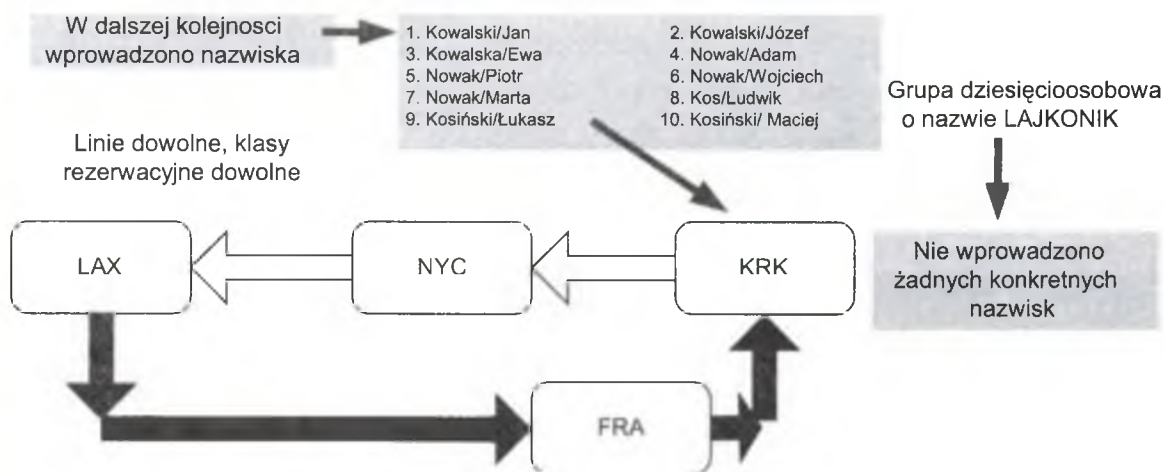 W dalszej kolejnosci
wprowadzono nazwiska
1. Kowalski/Jan
2. Kowalski/Józef
3. Kowalska/Ewa
4. Nowak/Adam
5. Nowak/Piotr
6. Nowak/Wojciech
7. Nowak/Marta
8. Kos/Ludwik
9. Kosiński/Łukasz
10. Kosiński/ Maciej
Grupa dziesięcioosobowa
o nazwie LAJKONIK
Linie dowolne, klasy
rezerwacyjne dowolne
LAX
NYC
KRK
Nie wprowadzono
żadnych konkretnych
nazwisk
FRA